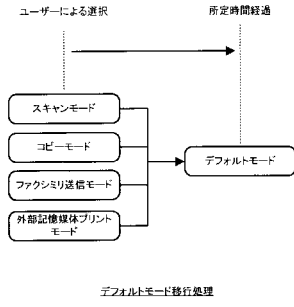 ユーザーによる選択
所定時間経過
スキャンモード
コピーモード
ファクシミリ送信モード
外部記憶媒体プリント
モード
デフォルトモード
デフォルトモード移行処理